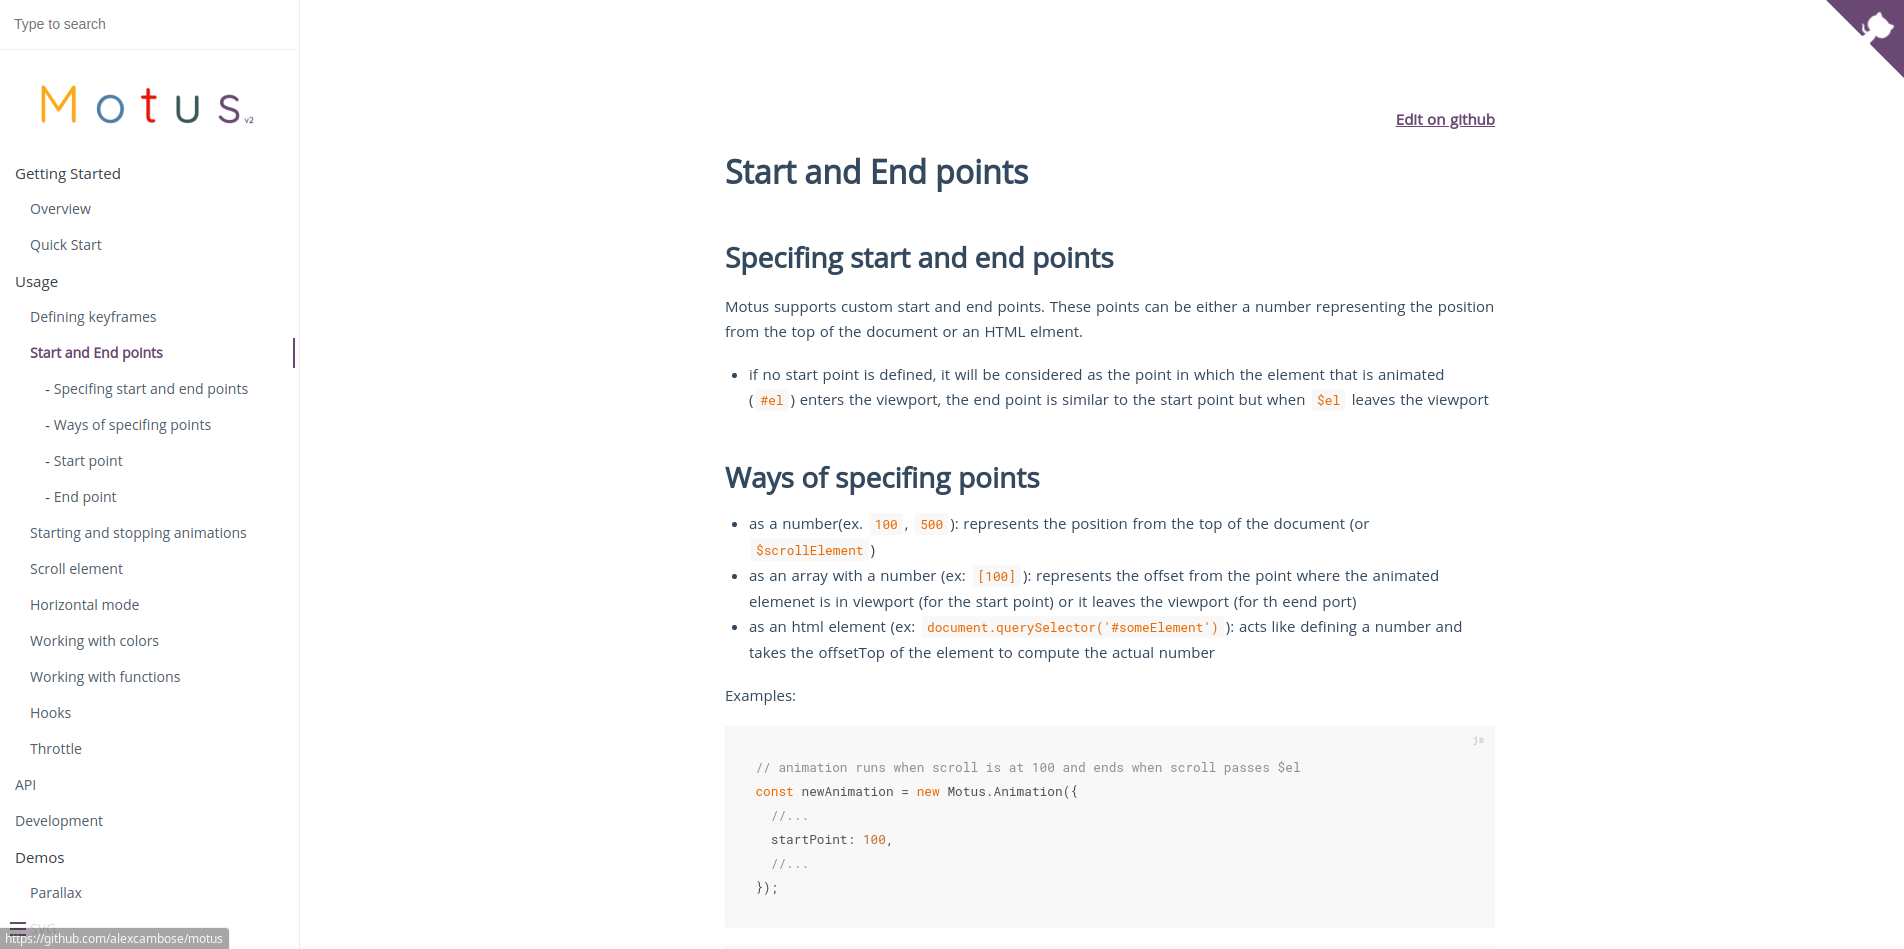 Type to search
Motus v2
Getting Started
Overview
Quick Start
Usage
Defining keyframes
Start and End points
- Specifing start and end points
- Ways of specifing points
- Start point
- End point
Starting and stopping animations
Scroll element
Horizontal mode
Working with colors
Working with functions
Hooks
Throttle
API
Development
Demos
Parallax
SVG
https://github.com/alexcambose/motus
Edit on github
Start and End points
Specifing start and end points
Motus supports custom start and end points. These points can be either a number representing the position
from the top of the document or an HTML elment.
• if no start point is defined, it will be considered as the point in which the element that is animated
( #el ) enters the viewport, the end point is similar to the start point but when $el leaves the viewport
Ways of specifing points
• as a number(ex. 100 , 500 ): represents the position from the top of the document (or
$scrollElement )
• as an array with a number (ex: [100] ): represents the offset from the point where the animated
elemenet is in viewport (for the start point) or it leaves the viewport (for th eend port)
• as an html element (ex: document.querySelector('#someElement') ): acts like defining a number and
takes the offsetTop of the element to compute the actual number
Examples:
js
// animation runs when scroll is at 100 and ends when scroll passes $el
const newAnimation = new Motus.Animation({
//...
startPoint: 100,
//...
});